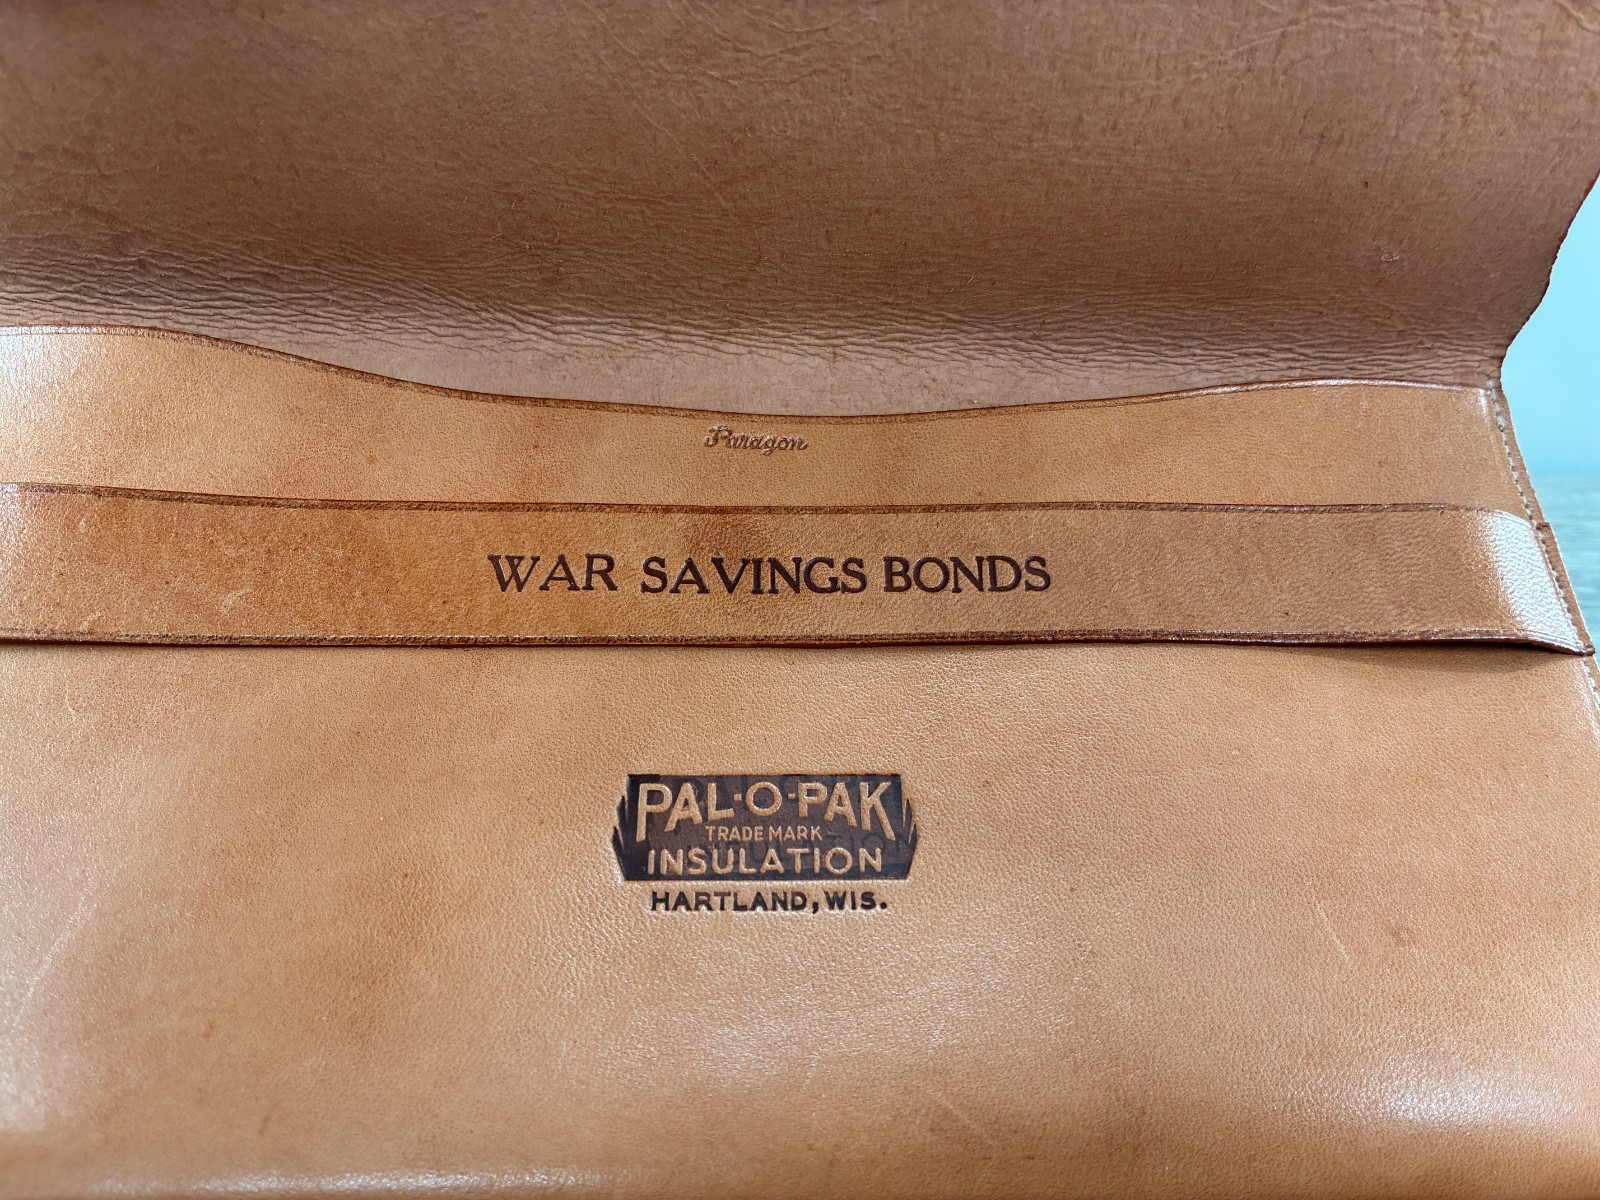 Paragon
WAR SAVINGS BONDS
PAL-O-PAK
TRADE MARK
INSULATION
HARTLAND, WIS.